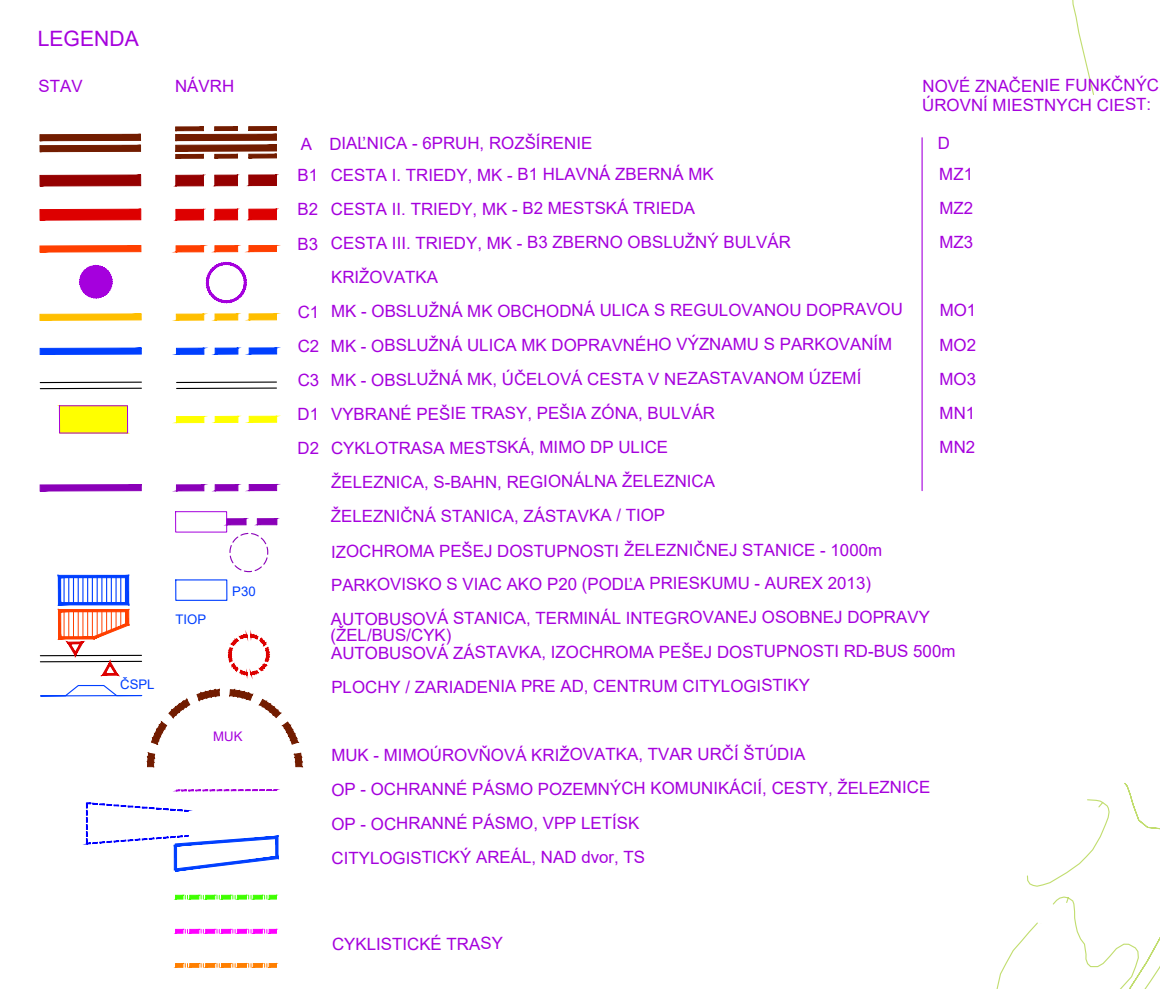 LEGENDA
STAV NÁVRH NOVÉ ZNAČENIE FUNKČNÝC
ÚROVNÍ MIESTNYCH CIEST:
A DIAĽNICA - 6PRUH, ROZŠÍRENIE D
B1 CESTA I. TRIEDY, MK - B1 HLAVNÁ ZBERNÁ MK MZ1
B2 CESTA II. TRIEDY, MK - B2 MESTSKÁ TRIEDA MZ2
B3 CESTA III. TRIEDY, MK - B3 ZBERNO OBSLUŽNÝ BULVÁR MZ3
KRIŽOVATKA
C1 MK - OBSLUŽNÁ MK OBCHODNÁ ULICA S REGULOVANOU DOPRAVOU MO1
C2 MK - OBSLUŽNÁ ULICA MK DOPRAVNÉHO VÝZNAMU S PARKOVANÍM MO2
C3 MK - OBSLUŽNÁ MK, ÚČELOVÁ CESTA V NEZASTAVANOM ÚZEMÍ MO3
D1 VYBRANÉ PEŠIE TRASY, PEŠIA ZÓNA, BULVÁR MN1
D2 CYKLOTRASA MESTSKÁ, MIMO DP ULICE MN2
ŽELEZNICA, S-BAHN, REGIONÁLNA ŽELEZNICA
ŽELEZNIČNÁ STANICA, ZÁSTAVKA / TIOP
IZOCHROMA PEŠEJ DOSTUPNOSTI ŽELEZNIČNEJ STANICE - 1000m
P30 PARKOVISKO S VIAC AKO P20 (PODĽA PRIESKUMU - AUREX 2013)
TIOP AUTOBUSOVÁ STANICA, TERMINÁL INTEGROVANEJ OSOBNEJ DOPRAVY
(ŽEL/BUS/CYK)
AUTOBUSOVÁ ZÁSTAVKA, IZOCHROMA PEŠEJ DOSTUPNOSTI RD-BUS 500m
ČSPL PLOCHY / ZARIADENIA PRE AD, CENTRUM CITYLOGISTIKY
MUK
MUK - MIMOÚROVŇOVÁ KRIŽOVATKA, TVAR URČÍ ŠTÚDIA
OP - OCHRANNÉ PÁSMO POZEMNÝCH KOMUNIKÁCIÍ, CESTY, ŽELEZNICE
OP - OCHRANNÉ PÁSMO, VPP LETÍSK
CITYLOGISTICKÝ AREÁL, NAD dvor, TS
CYKLISTICKÉ TRASY